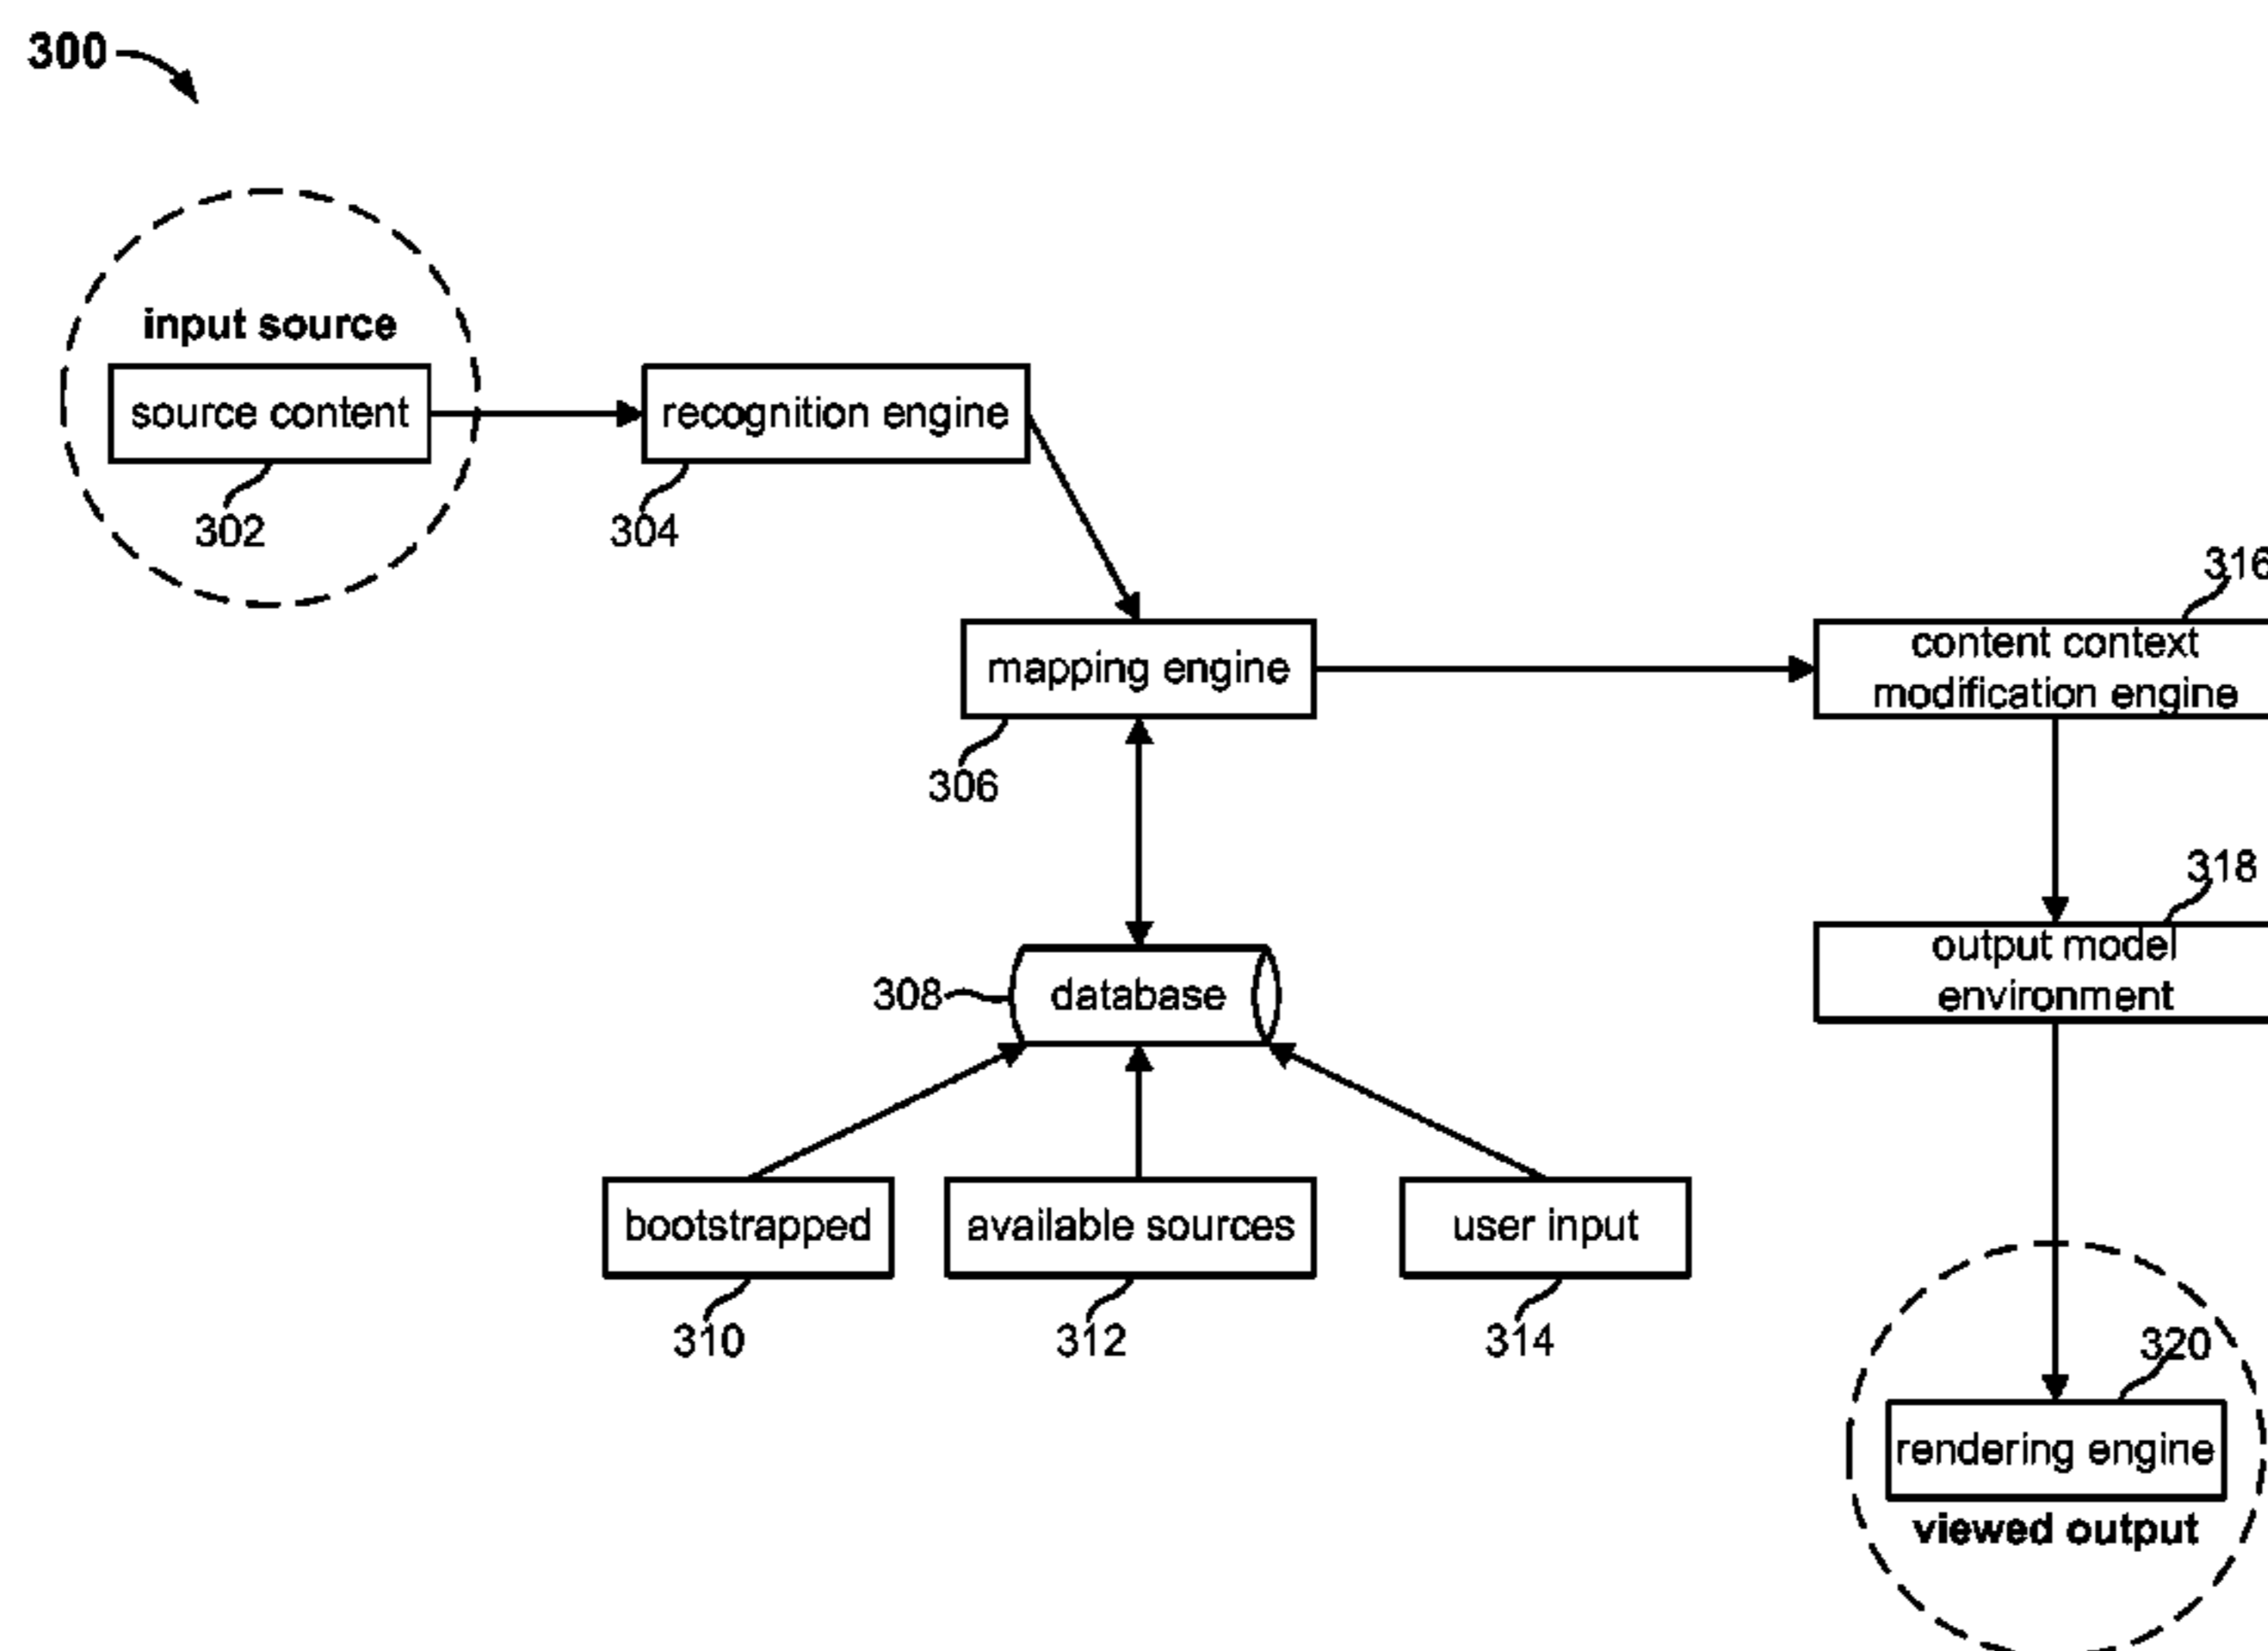 300
input source
source content
302
recognition engine
304
mapping engine
306
316
content context
modification engine
318
output model
environment
308
database
bootstrapped
310
available sources
312
user input
314
320
rendering engine
viewed output